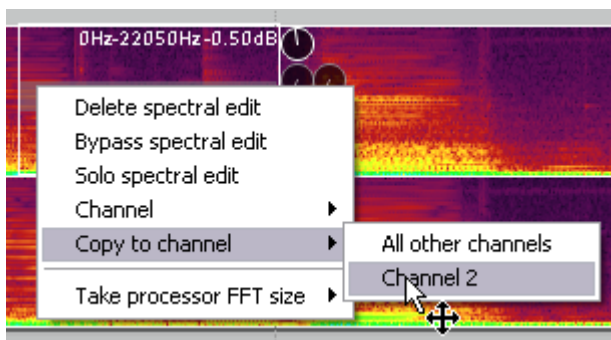 0Hz-22050Hz -0.50dB
Delete spectral edit
Bypass spectral edit
Solo spectral edit
Channel
Copy to channel
All other channels
Channel 2
Take processor FFT size